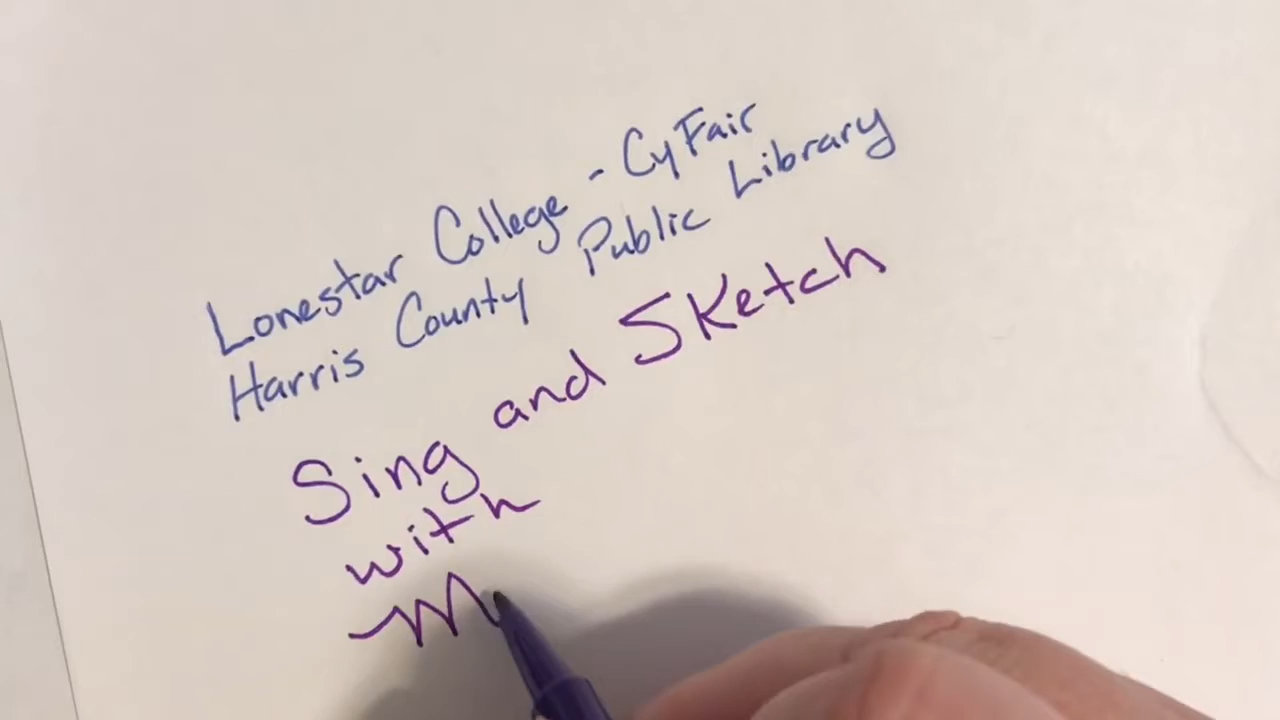 Lonestar College - CyFair
Harris County Public Library
Sing and Sketch
with
M